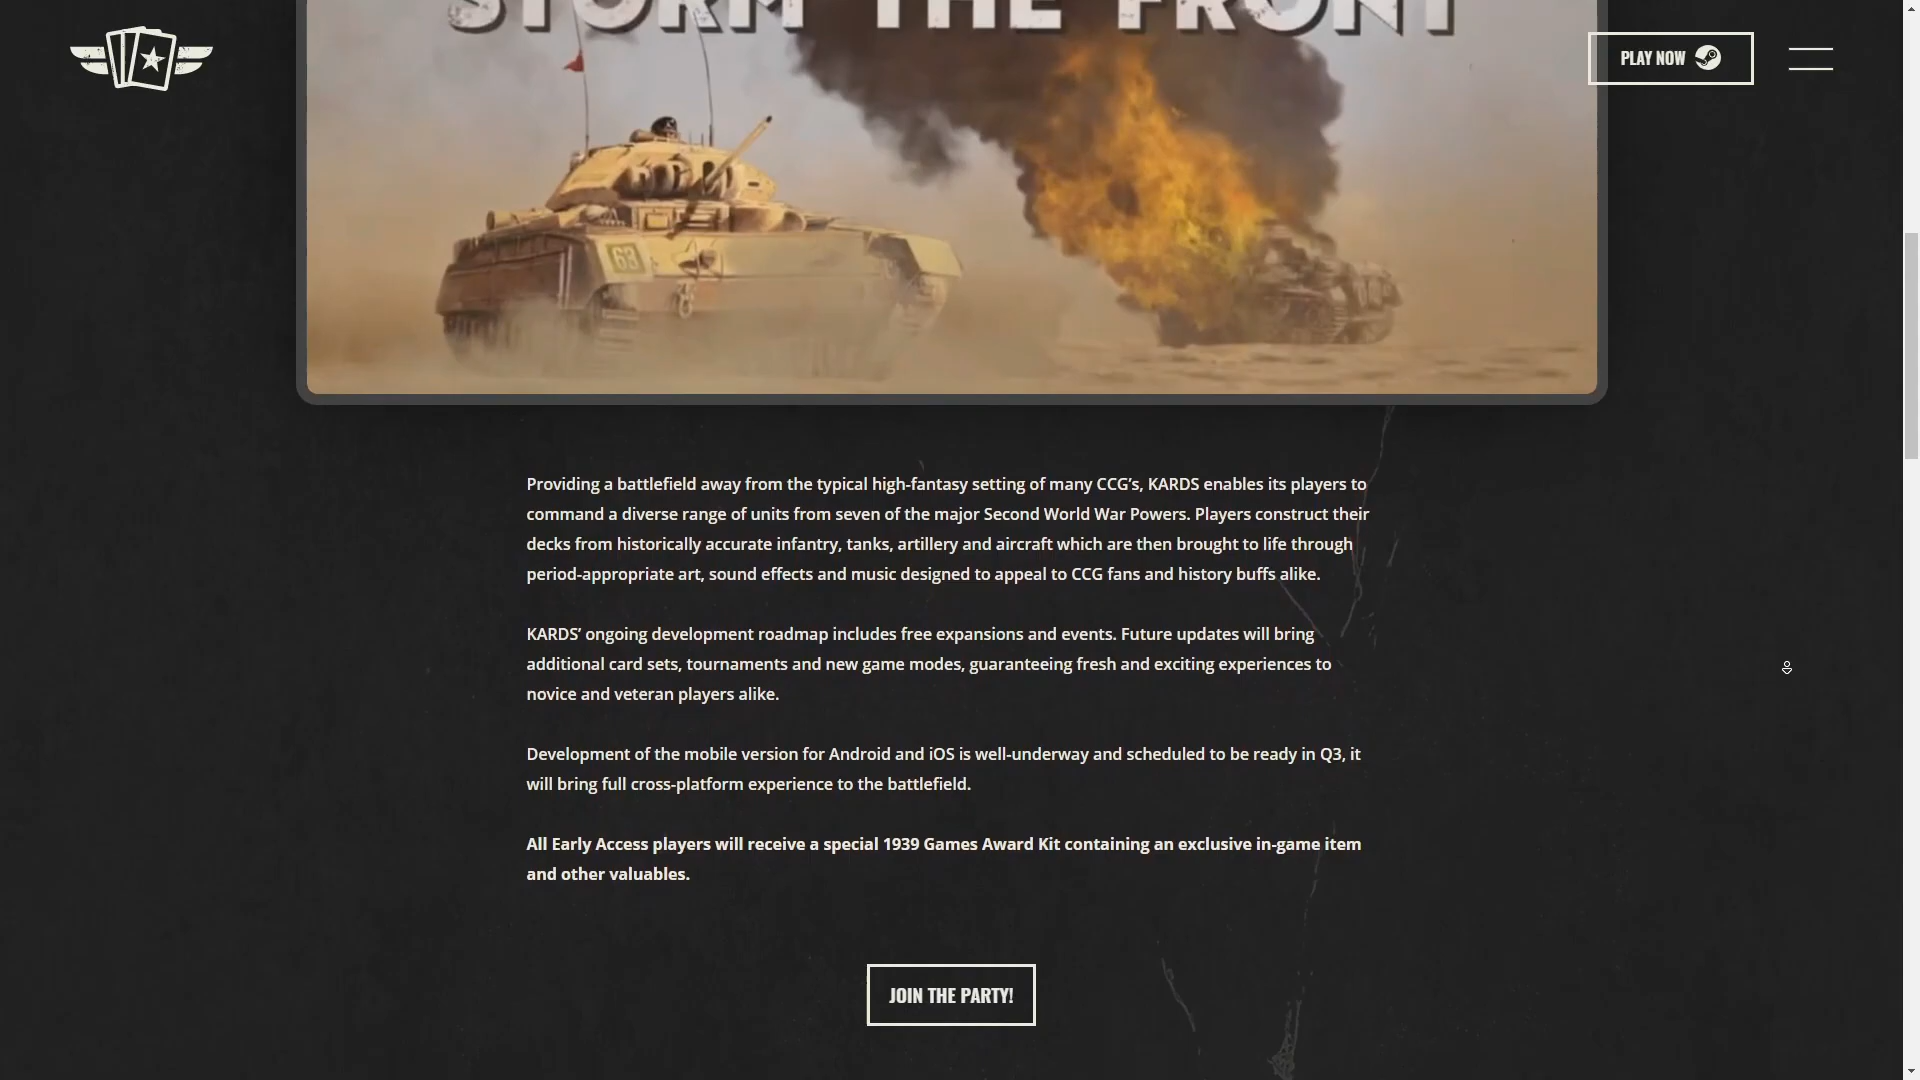 STORM THE FRONT
PLAY NOW
63
Providing a battlefield away from the typical high-fantasy setting of many CCG's, KARDS enables its players to
command a diverse range of units from seven of the major Second World War Powers. Players construct their
decks from historically accurate infantry, tanks, artillery and aircraft which are then brought to life through
period-appropriate art, sound effects and music designed to appeal to CCG fans and history buffs alike.
KARDS' ongoing development roadmap includes free expansions and events. Future updates will bring
additional card sets, tournaments and new game modes, guaranteeing fresh and exciting experiences to
novice and veteran players alike.
Development of the mobile version for Android and iOS is well-underway and scheduled to be ready in Q3, it
will bring full cross-platform experience to the battlefield.
All Early Access players will receive a special 1939 Games Award Kit containing an exclusive in-game item
and other valuables.
JOIN THE PARTY!